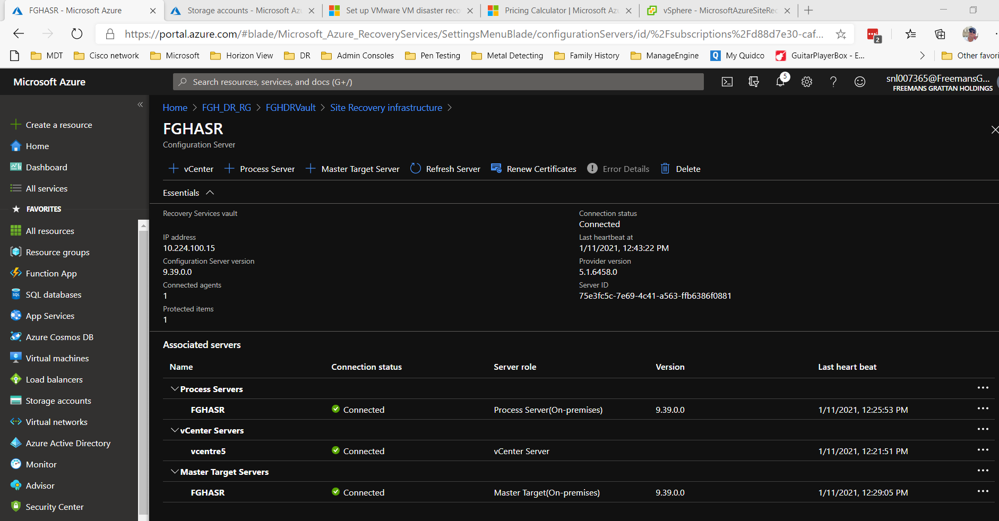 FGHASR - Microsoft Azure
Storage accounts - Microsoft Az
Set up VMware VM disaster reco
Pricing Calculator | Microsoft Az
vSphere - MicrosoftAzureSiteRec
https://portal.azure.com/#blade/Microsoft_Azure_RecoveryServices/SettingsMenuBlade/configurationServers/id/%2Fsubscriptions%2Fd88d7e30-caf...
2
MDT
Cisco network
Microsoft
Horizon View
DR
Admin Consoles
Pen Testing
Metal Detecting
Family History
ManageEngine
Q My Quidco
GuitarPlayerBox - E...
Other favori
Microsoft Azure
Search resources, services, and docs (G+/)
5
snl007365@FreemansG...
FREEMANS GRATTAN HOLDINGS
Create a resource
Home
Dashboard
All services
FAVORITES
All resources
Resource groups
Function App
SQL SQL databases
App Services
Azure Cosmos DB
Virtual machines
Load balancers
Storage accounts
Virtual networks
Azure Active Directory
Monitor
Advisor
Security Center
Home > FGH_DR_RG > FGHDRVault > Site Recovery infrastructure >
FGHASR
Configuration Server
vCenter
Process Server
Master Target Server
Refresh Server
Renew Certificates
Error Details
Delete
Essentials
Recovery Services vault
IP address
10.224.100.15
Configuration Server version
9.39.0.0
Connected agents
1
Protected items
1
Connection status
Connected
Last heartbeat at
1/11/2021, 12:43:22 PM
Provider version
5.1.6458.0
Server ID
75e3fc5c-7e69-4c41-a563-ffb6386f0881
Associated servers
Name Connection status Server role Version Last heart beat
Process Servers
FGHASR Connected Process Server(On-premises) 9.39.0.0 1/11/2021, 12:25:53 PM
vCenter Servers
vcentre5 Connected vCenter Server 1/11/2021, 12:21:51 PM
Master Target Servers
FGHASR Connected Master Target(On-premises) 9.39.0.0 1/11/2021, 12:29:05 PM